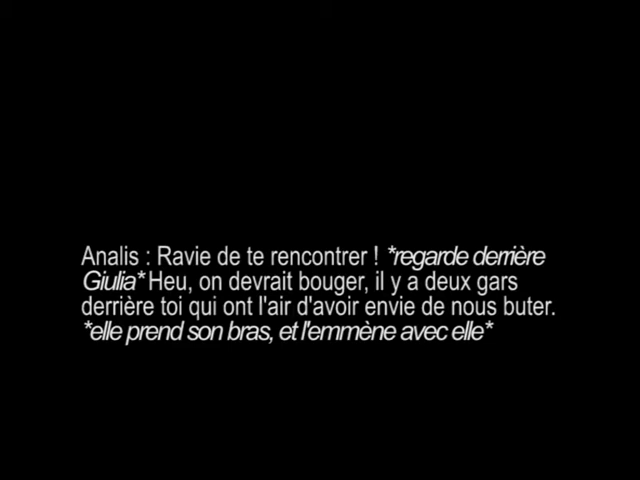 Analis : Ravie de te rencontrer ! *regarde derrière
Giulia* Heu, on devrait bouger, il y a deux gars
derrière toi qui ont l'air d'avoir envie de nous buter.
*elle prend son bras, et l'emmène avec elle*